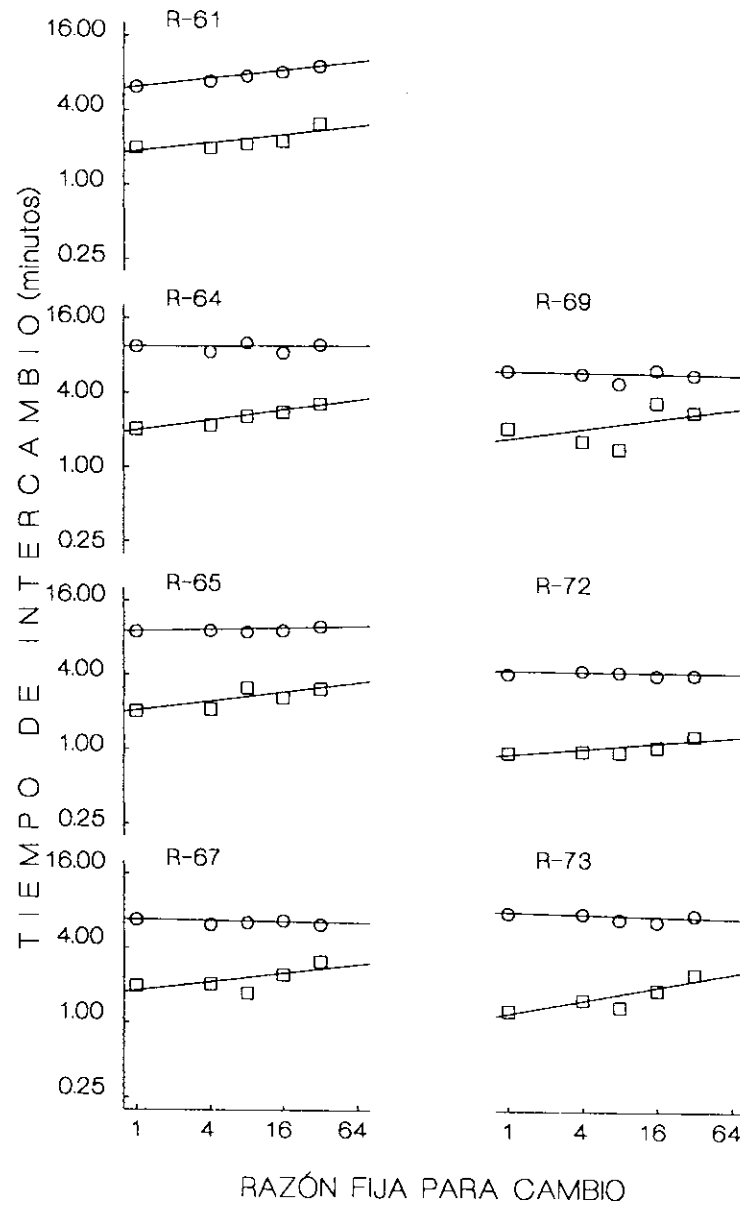 TIEMPO DE INTERCAMBIO (minutos)
R-61
16.00
4.00
1.00
0.25
R-64
16.00
4.00
1.00
0.25
R-69
R-65
16.00
4.00
1.00
0.25
R-72
R-67
16.00
4.00
1.00
0.25
R-73
1 4 16 64
1 4 16 64
RAZÓN FIJA PARA CAMBIO